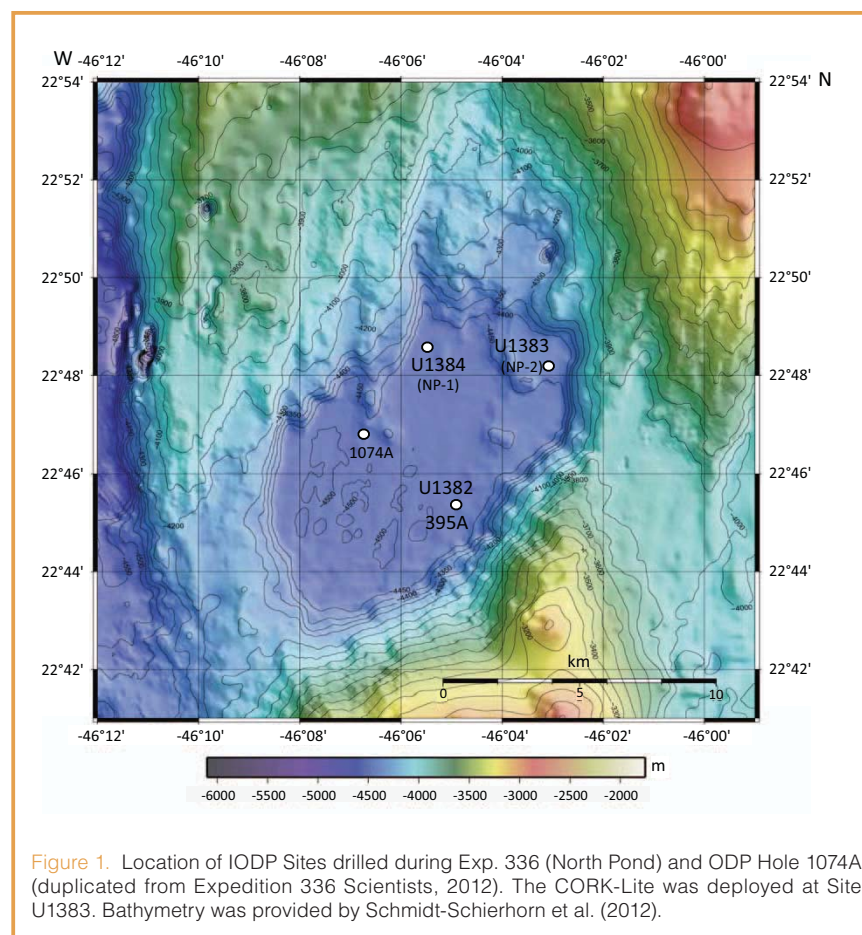 W -46°12' -46°10' -46°08' -46°06' -46°05' -46°04' -46°02' -46°00'
22°54' 22°54' N
22°52' 22°52'
22°50' 22°50'
U1384 U1383
22°48' (NP-1) (NP-2) 22°48'
1074A
22°46' 22°46'
U1382
395A
22°44' 22°44'
22°42' 22°42'
km
0 5 10
-46°12' -46°10' -46°08' -46°05' -46°04' -46°02' -46°00'
m
-6000 -5500 -5000 -4500 -4000 -3500 -3000 -2500 -2000
Figure 1. Location of IODP Sites drilled during Exp. 336 (North Pond) and ODP Hole 1074A
(duplicated from Expedition 336 Scientists, 2012). The CORK-Lite was deployed at Site
U1383. Bathymetry was provided by Schmidt-Schierhorn et al. (2012).